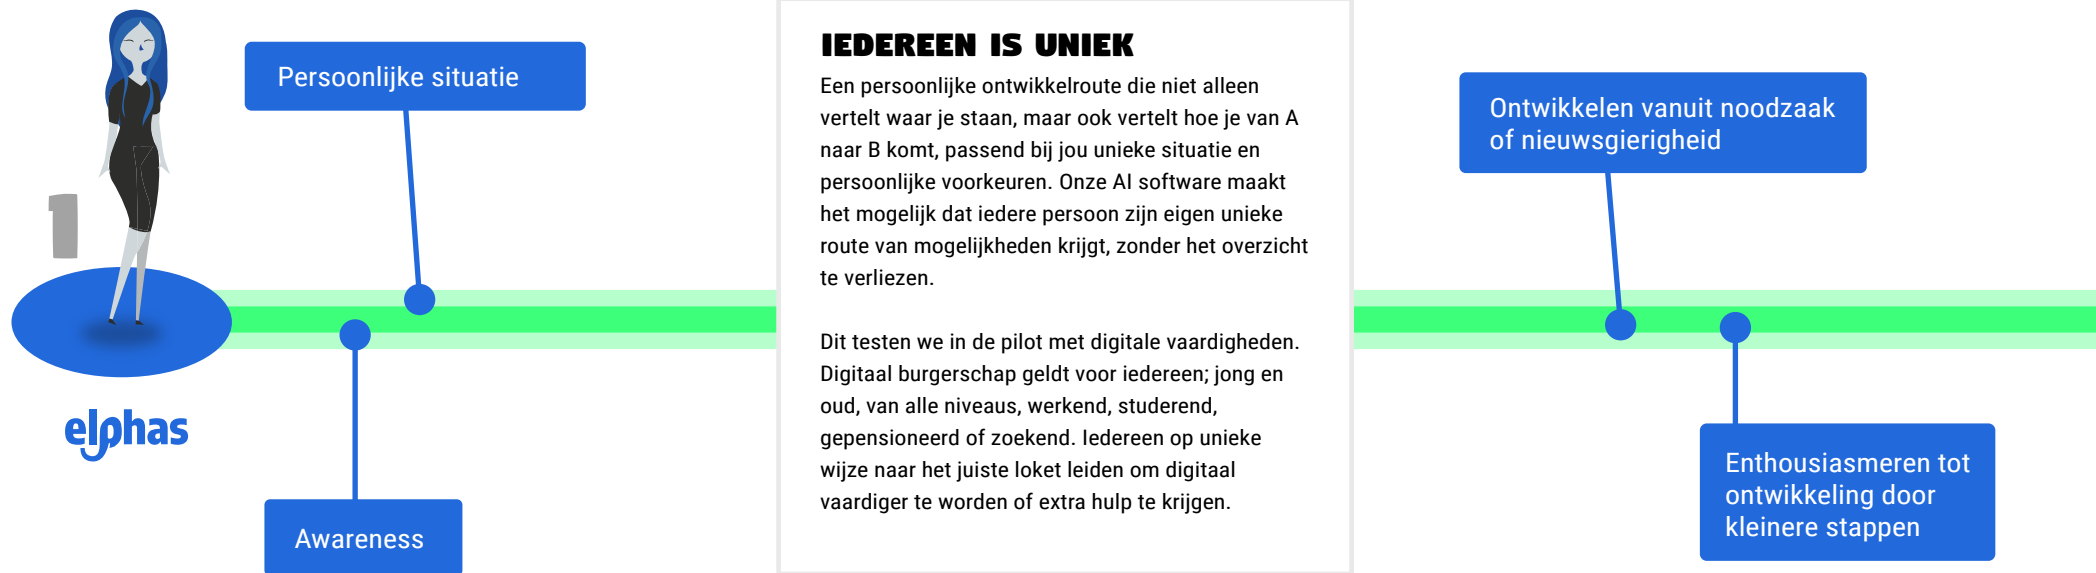 1
elphas
Persoonlijke situatie
Awareness
IEDEREEN IS UNIEK
Een persoonlijke ontwikkelroute die niet alleen
vertelt waar je staan, maar ook vertelt hoe je van A
naar B komt, passend bij jou unieke situatie en
persoonlijke voorkeuren. Onze AI software maakt
het mogelijk dat iedere persoon zijn eigen unieke
route van mogelijkheden krijgt, zonder het overzicht
te verliezen.
Dit testen we in de pilot met digitale vaardigheden.
Digitaal burgerschap geldt voor iedereen; jong en
oud, van alle niveaus, werkend, studerend,
gepensioneerd of zoekend. Iedereen op unieke
wijze naar het juiste loket leiden om digitaal
vaardiger te worden of extra hulp te krijgen.
Ontwikkelen vanuit noodzaak
of nieuwsgierigheid
Enthousiasmeren tot
ontwikkeling door
kleinere stappen